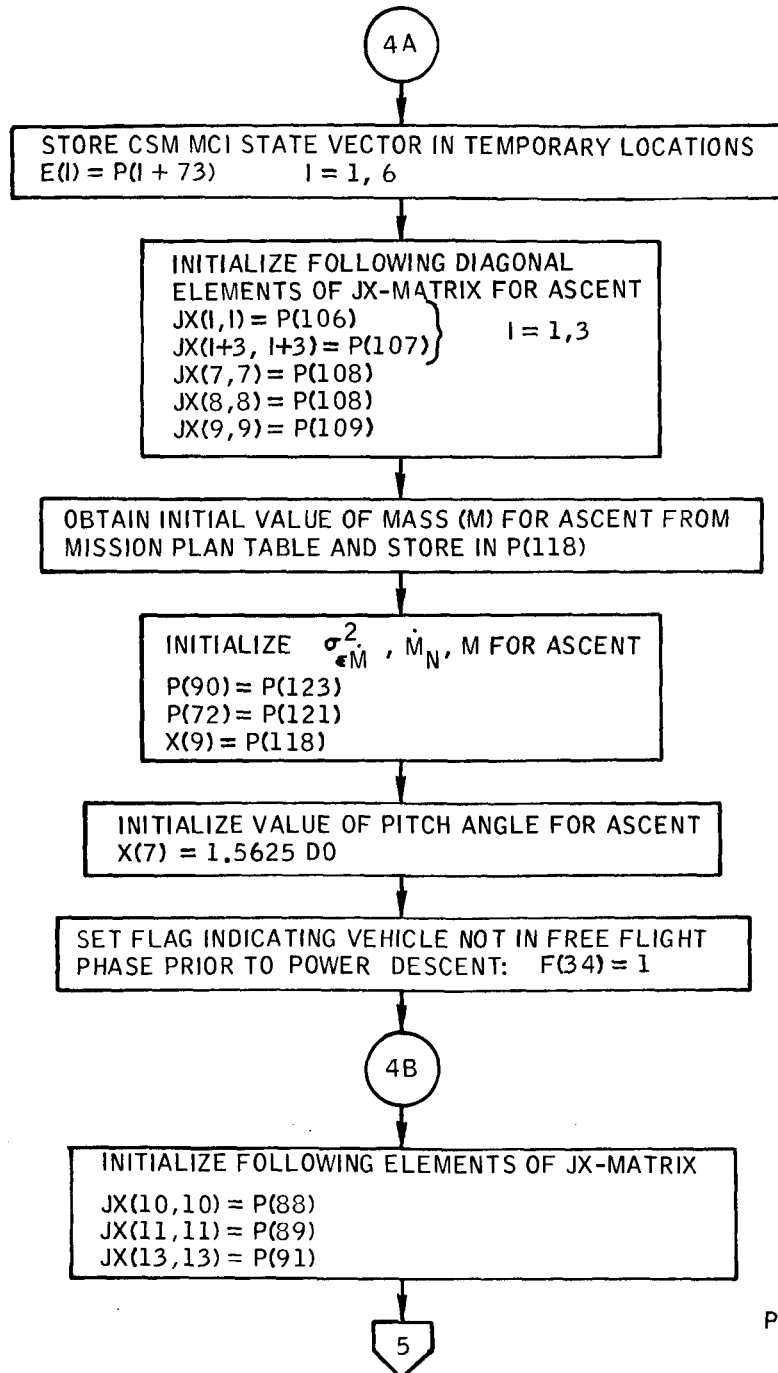 4A
STORE CSM MCI STATE VECTOR IN TEMPORARY LOCATIONS
E(I) = P(I + 73) I = 1, 6
INITIALIZE FOLLOWING DIAGONAL
ELEMENTS OF JX-MATRIX FOR ASCENT
JX(I,I) = P(106)
JX(I+3, I+3) = P(107)
I = 1,3
JX(7,7) = P(108)
JX(8,8) = P(108)
JX(9,9) = P(109)
OBTAIN INITIAL VALUE OF MASS (M) FOR ASCENT FROM
MISSION PLAN TABLE AND STORE IN P(118)
INITIALIZE σ²εṀ , Ṁ_N, M FOR ASCENT
P(90) = P(123)
P(72) = P(121)
X(9) = P(118)
INITIALIZE VALUE OF PITCH ANGLE FOR ASCENT
X(7) = 1.5625 D0
SET FLAG INDICATING VEHICLE NOT IN FREE FLIGHT
PHASE PRIOR TO POWER DESCENT: F(34) = 1
4B
INITIALIZE FOLLOWING ELEMENTS OF JX-MATRIX
JX(10,10) = P(88)
JX(11,11) = P(89)
JX(13,13) = P(91)
P
5